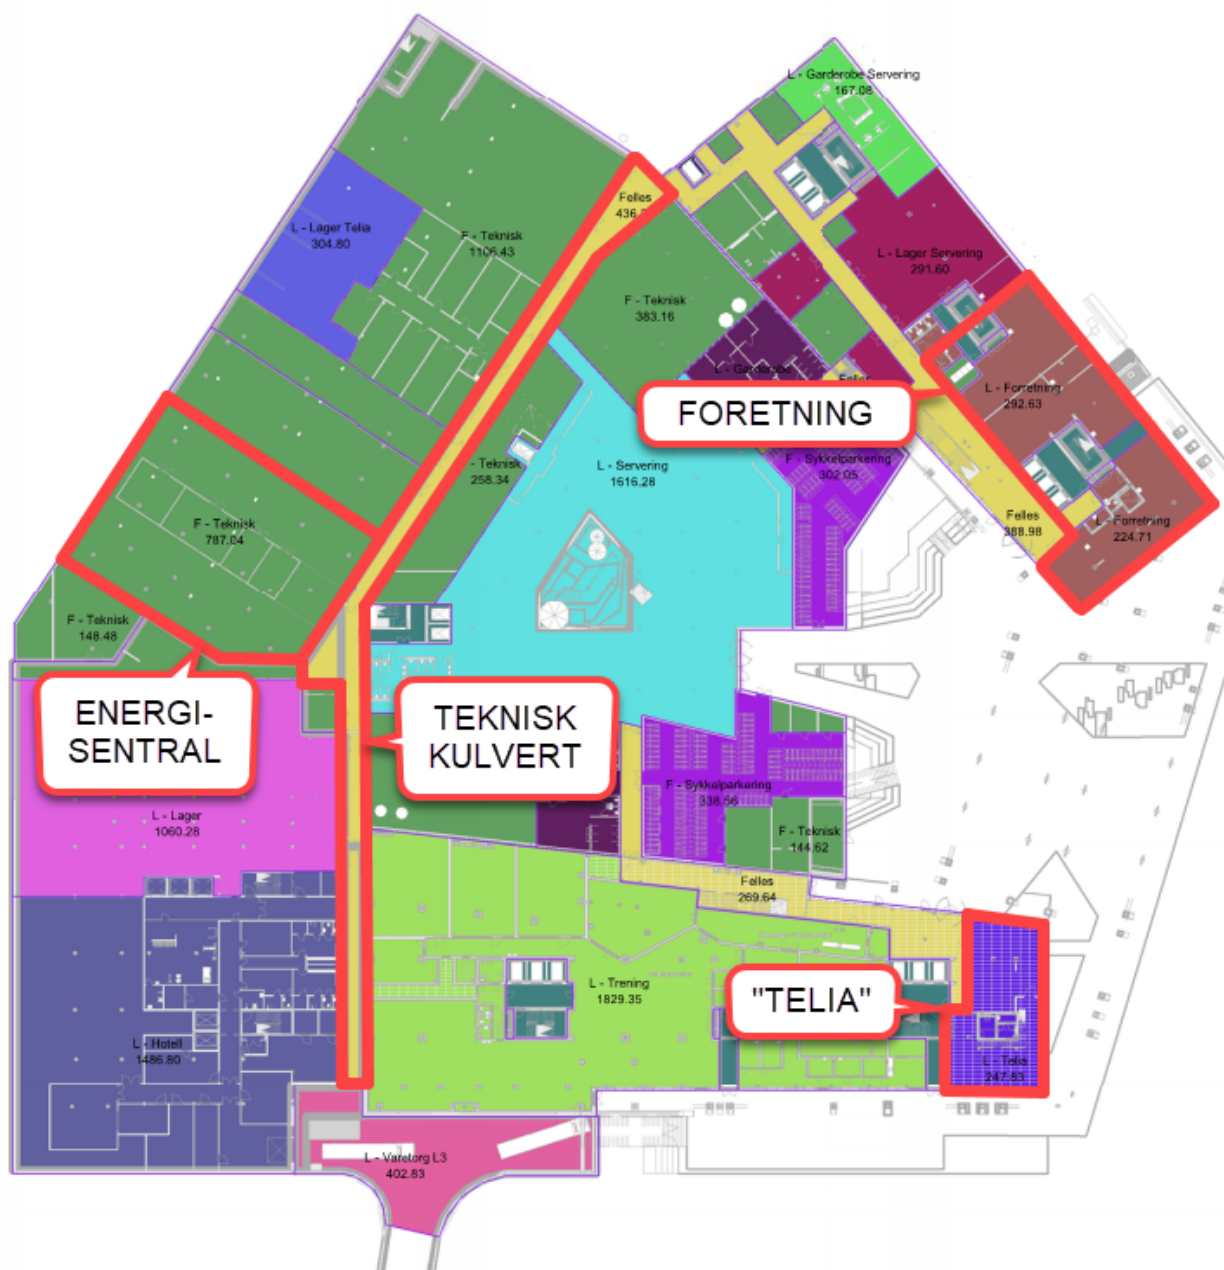 L - Garderobe Servering
167.08
Felles
436.
L - Lager Telia
304.80
F - Teknisk
1106.43
L - Lager Servering
291.60
F - Teknisk
383.16
L - Garderobe
Feller
L - Forretning
292.63
FORETNING
- Teknisk
258.34
L - Servering
1616.28
F - Sykkelparkering
302.05
F - Teknisk
787.04
Felles
388.98
L - Forretning
224.71
F - Teknisk
148.48
ENERGI-
SENTRAL
TEKNISK
KULVERT
F - Sykkelparkering
338.56
L - Lager
1060.28
F - Teknisk
144.62
Felles
269.64
L - Trening
1829.35
"TELIA"
L - Hotell
1486.80
L - Telia
247.83
L - Varetorg L3
402.83